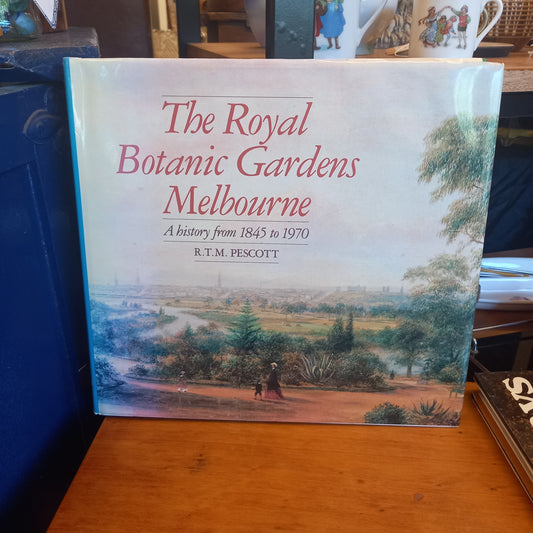 The Royal
Botanic Gardens
Melbourne
A history from 1845 to 1970
R.T.M. PESCOTT